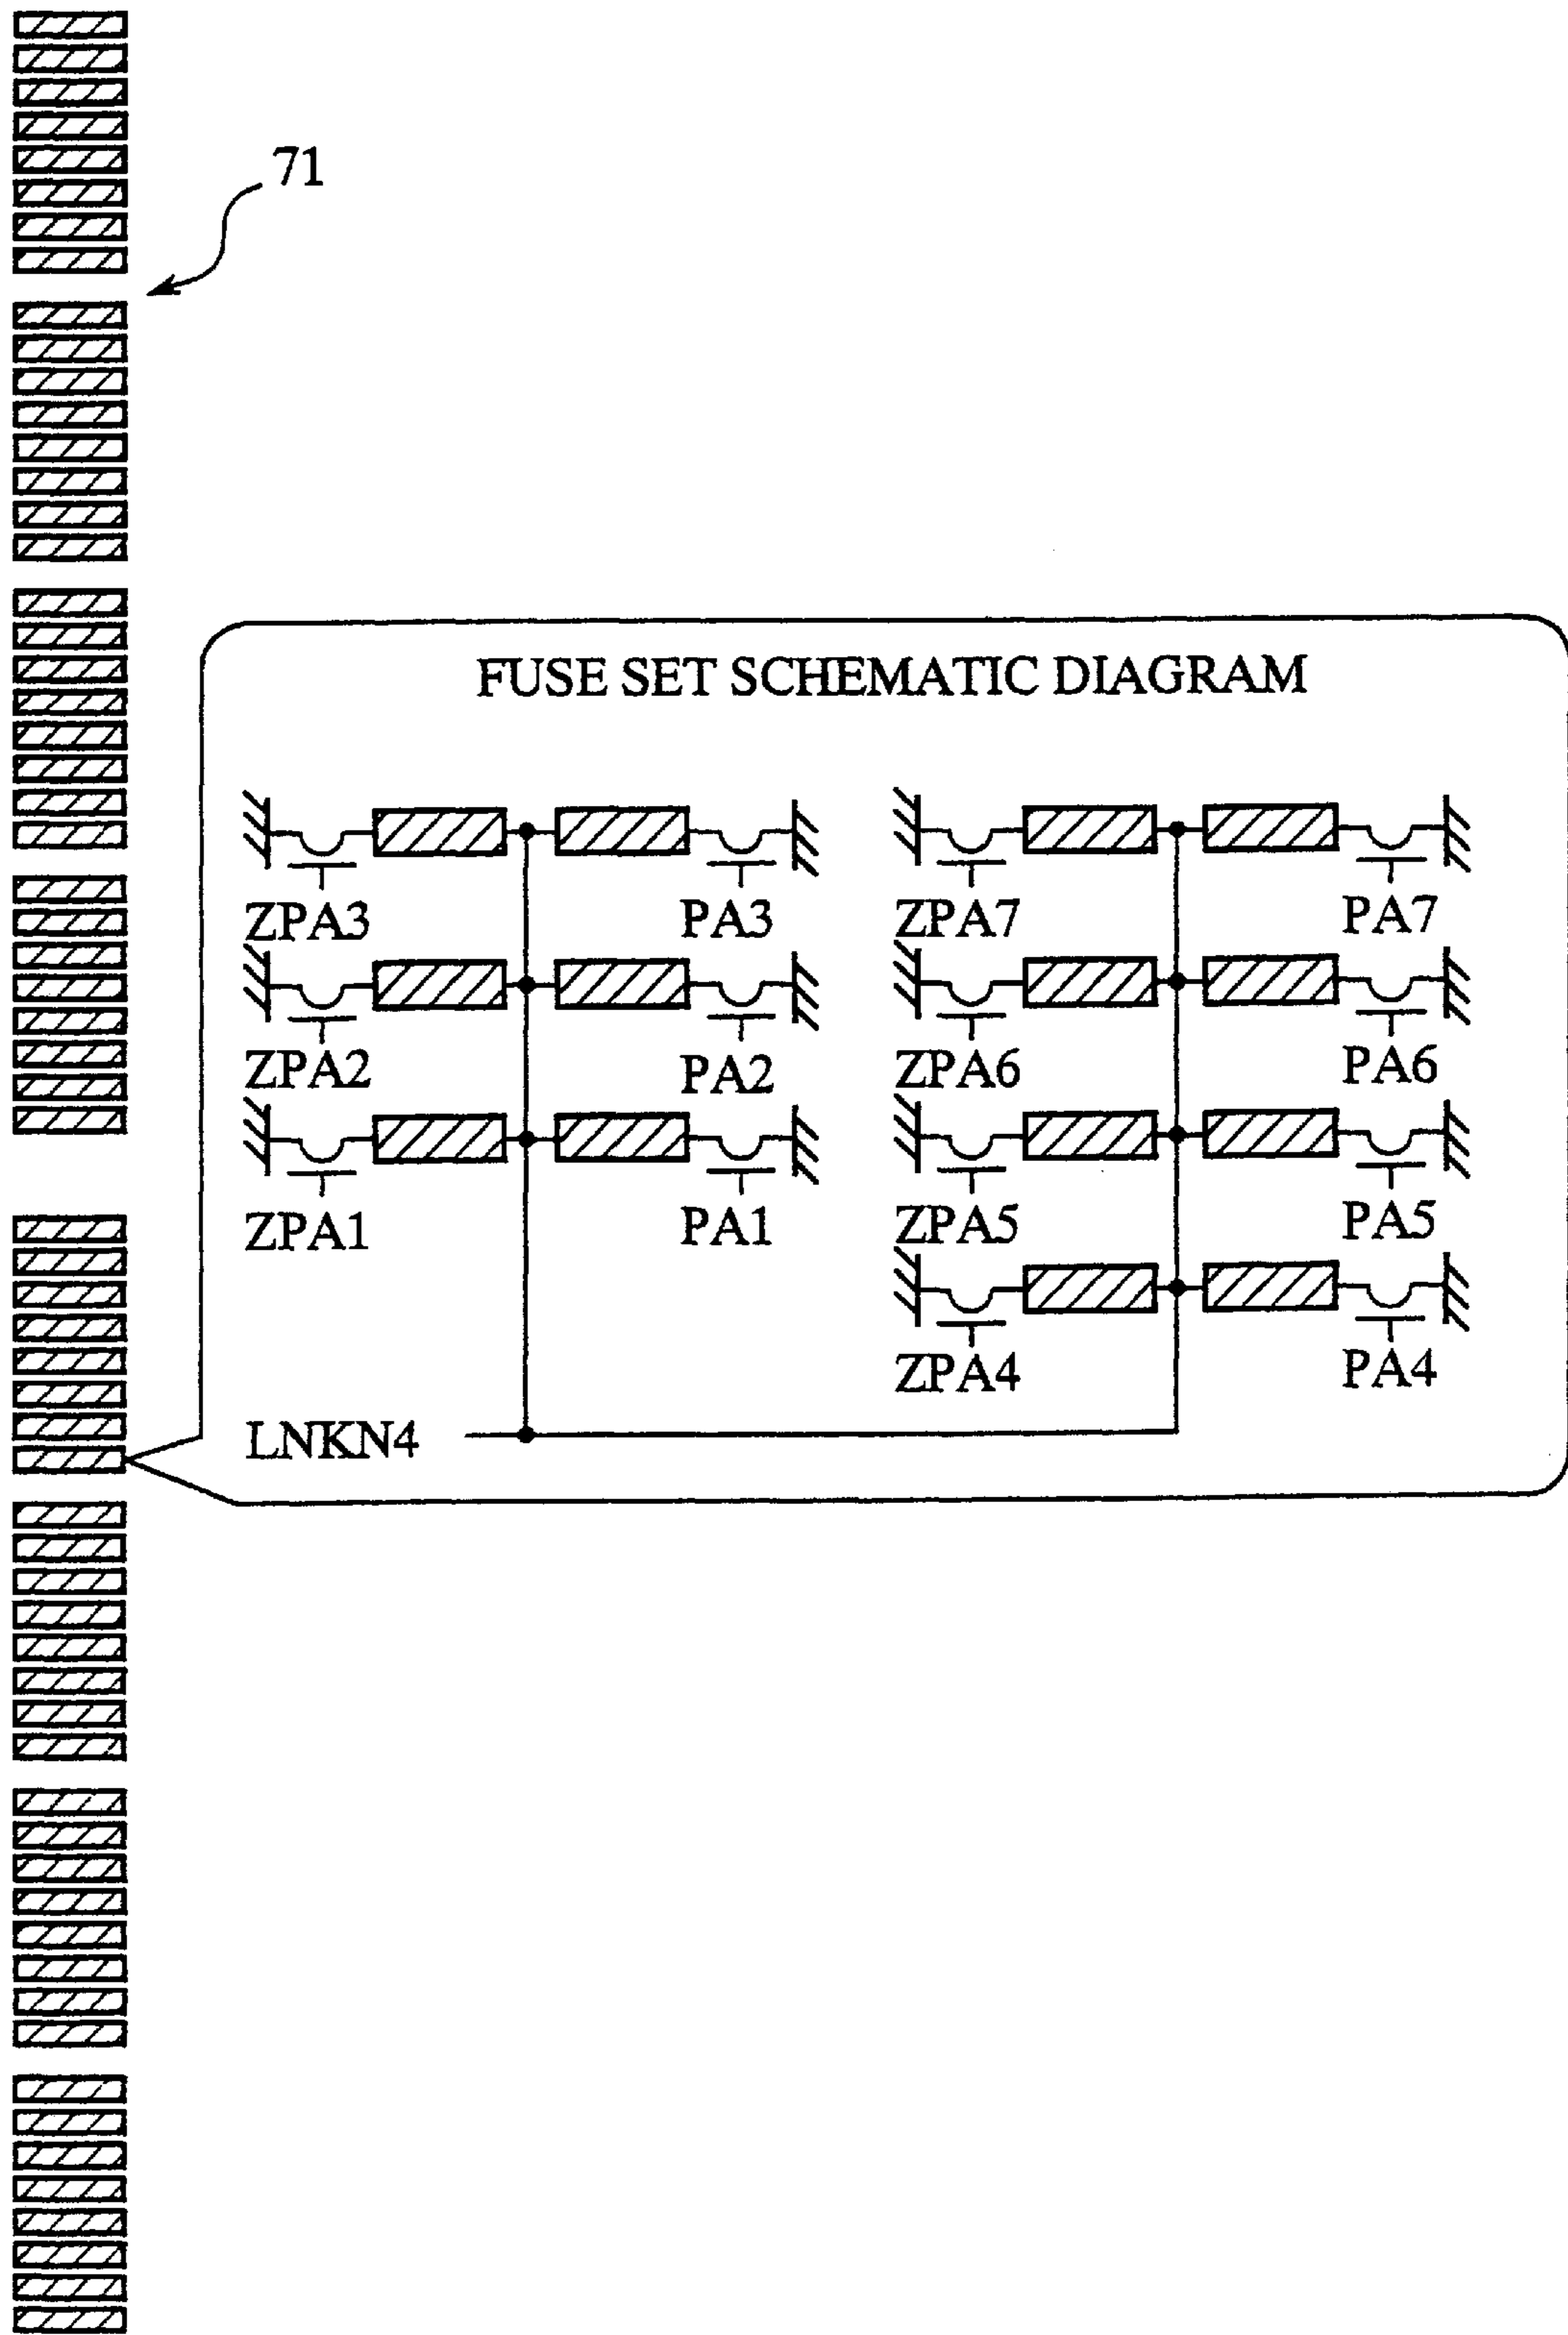 71
FUSE SET SCHEMATIC DIAGRAM
ZPA3 PA3 ZPA7 PA7
ZPA2 PA2 ZPA6 PA6
ZPA1 PA1 ZPA5 PA5
ZPA4 PA4
LNKN4